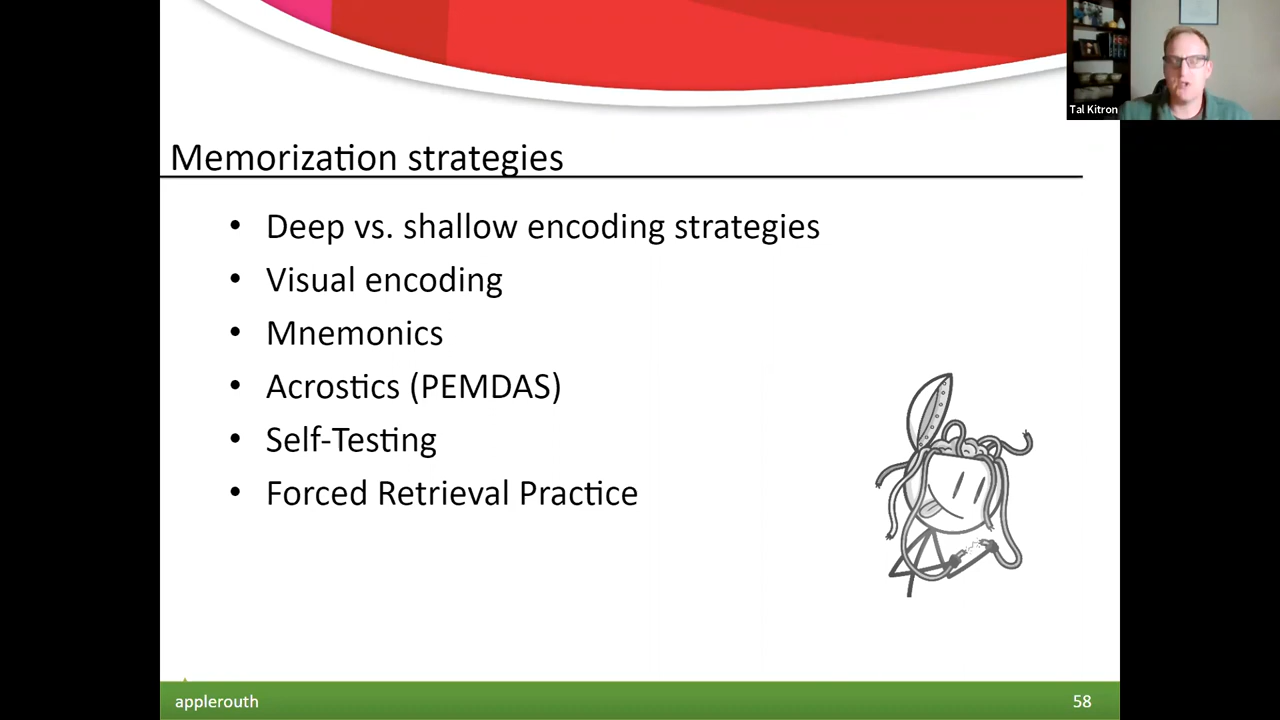 Tal Kitron
Memorization strategies
• Deep vs. shallow encoding strategies
• Visual encoding
• Mnemonics
• Acrostics (PEMDAS)
• Self-Testing
• Forced Retrieval Practice
applerouth
58